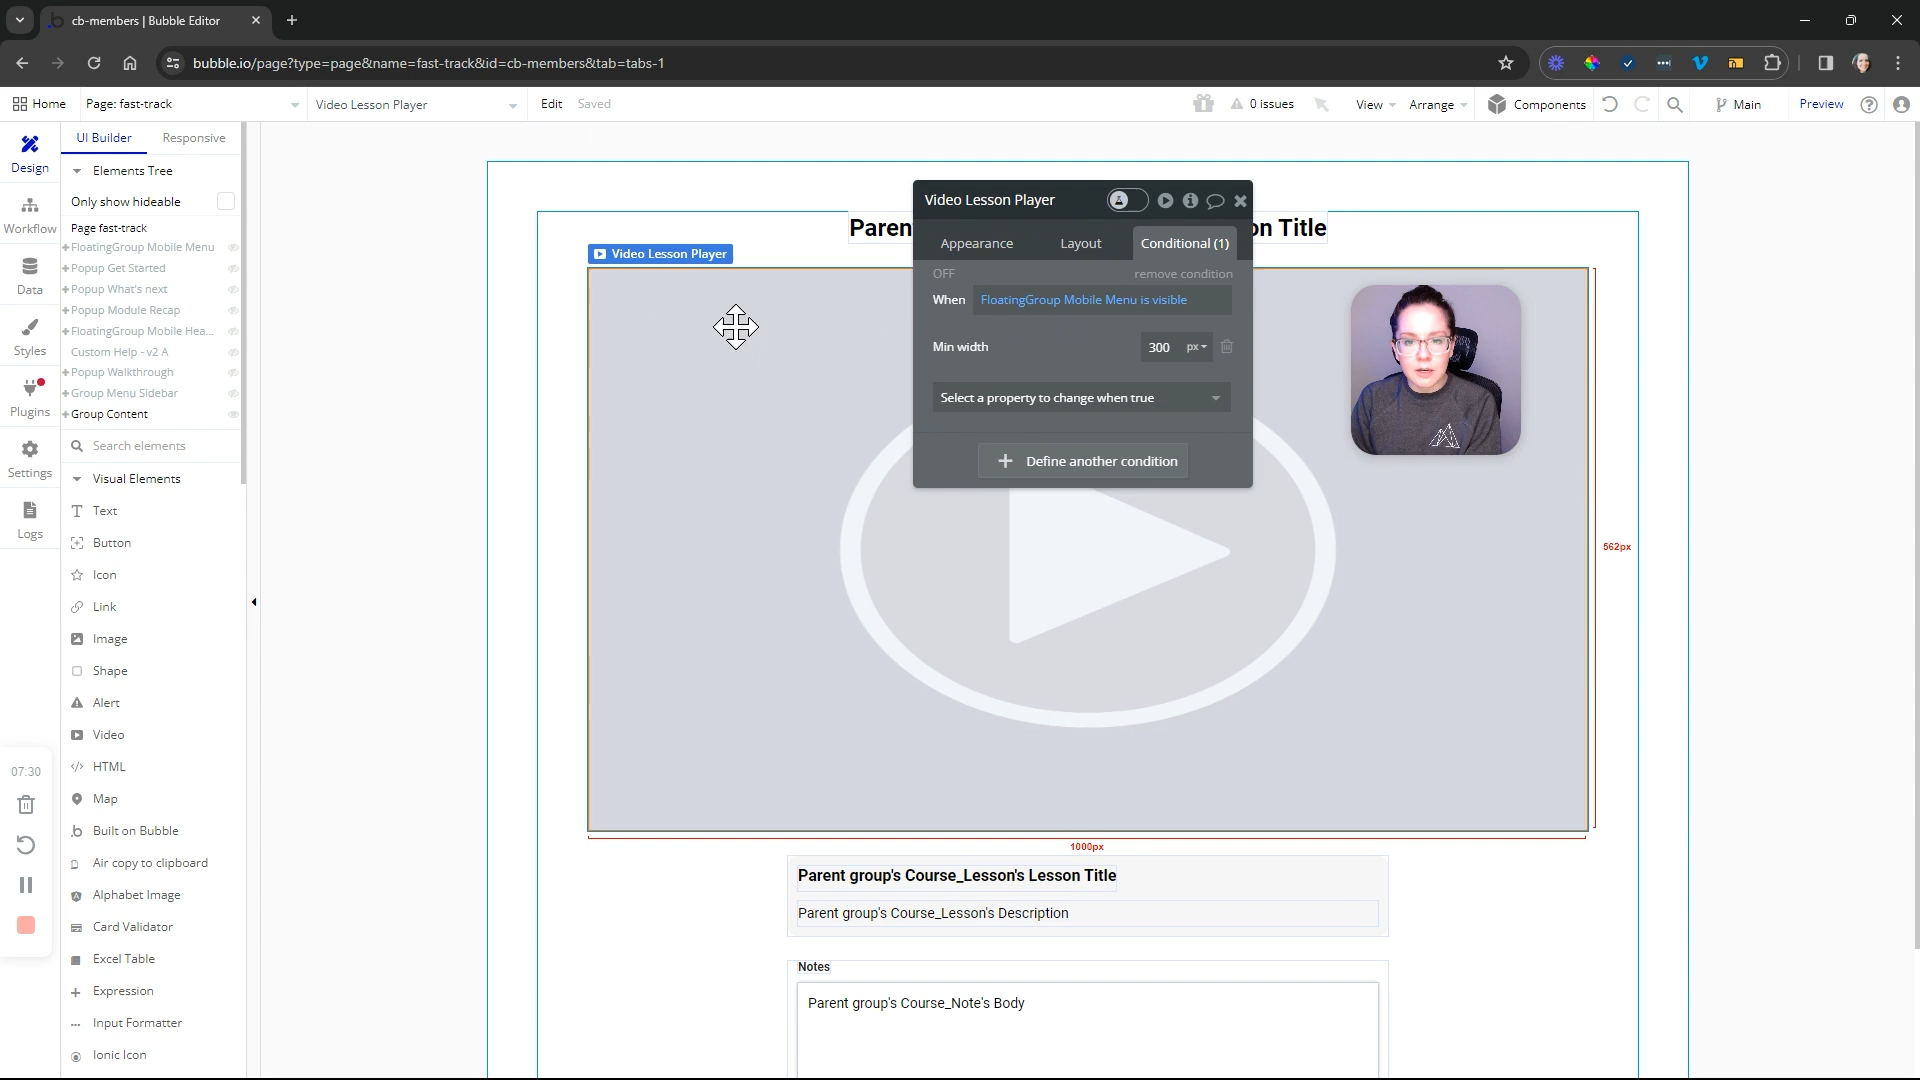 cb-members | Bubble Editor
bubble.io/page?type=page&name=fast-track&id=cb-members&tab=tabs-1
Home
Page: fast-track
Video Lesson Player
Edit
Saved
0 issues
View
Arrange
Components
Main
Preview
Design
Workflow
Data
Styles
Plugins
Settings
Logs
07:30
UI Builder
Responsive
Elements Tree
Only show hideable
Page fast-track
FloatingGroup Mobile Menu
Popup Get Started
Popup What's next
Popup Module Recap
FloatingGroup Mobile Hea...
Custom Help - v2 A
Popup Walkthrough
Group Menu Sidebar
Group Content
Search elements
Visual Elements
Text
Button
Icon
Link
Image
Shape
Alert
Video
HTML
Map
Built on Bubble
Air copy to clipboard
Alphabet Image
Card Validator
Excel Table
Expression
Input Formatter
Ionic Icon
Paren
on Title
Video Lesson Player
Video Lesson Player
Appearance
Layout
Conditional (1)
OFF
remove condition
When
FloatingGroup Mobile Menu is visible
Min width
300
px
Select a property to change when true
Define another condition
562px
1000px
Parent group's Course_Lesson's Lesson Title
Parent group's Course_Lesson's Description
Notes
Parent group's Course_Note's Body